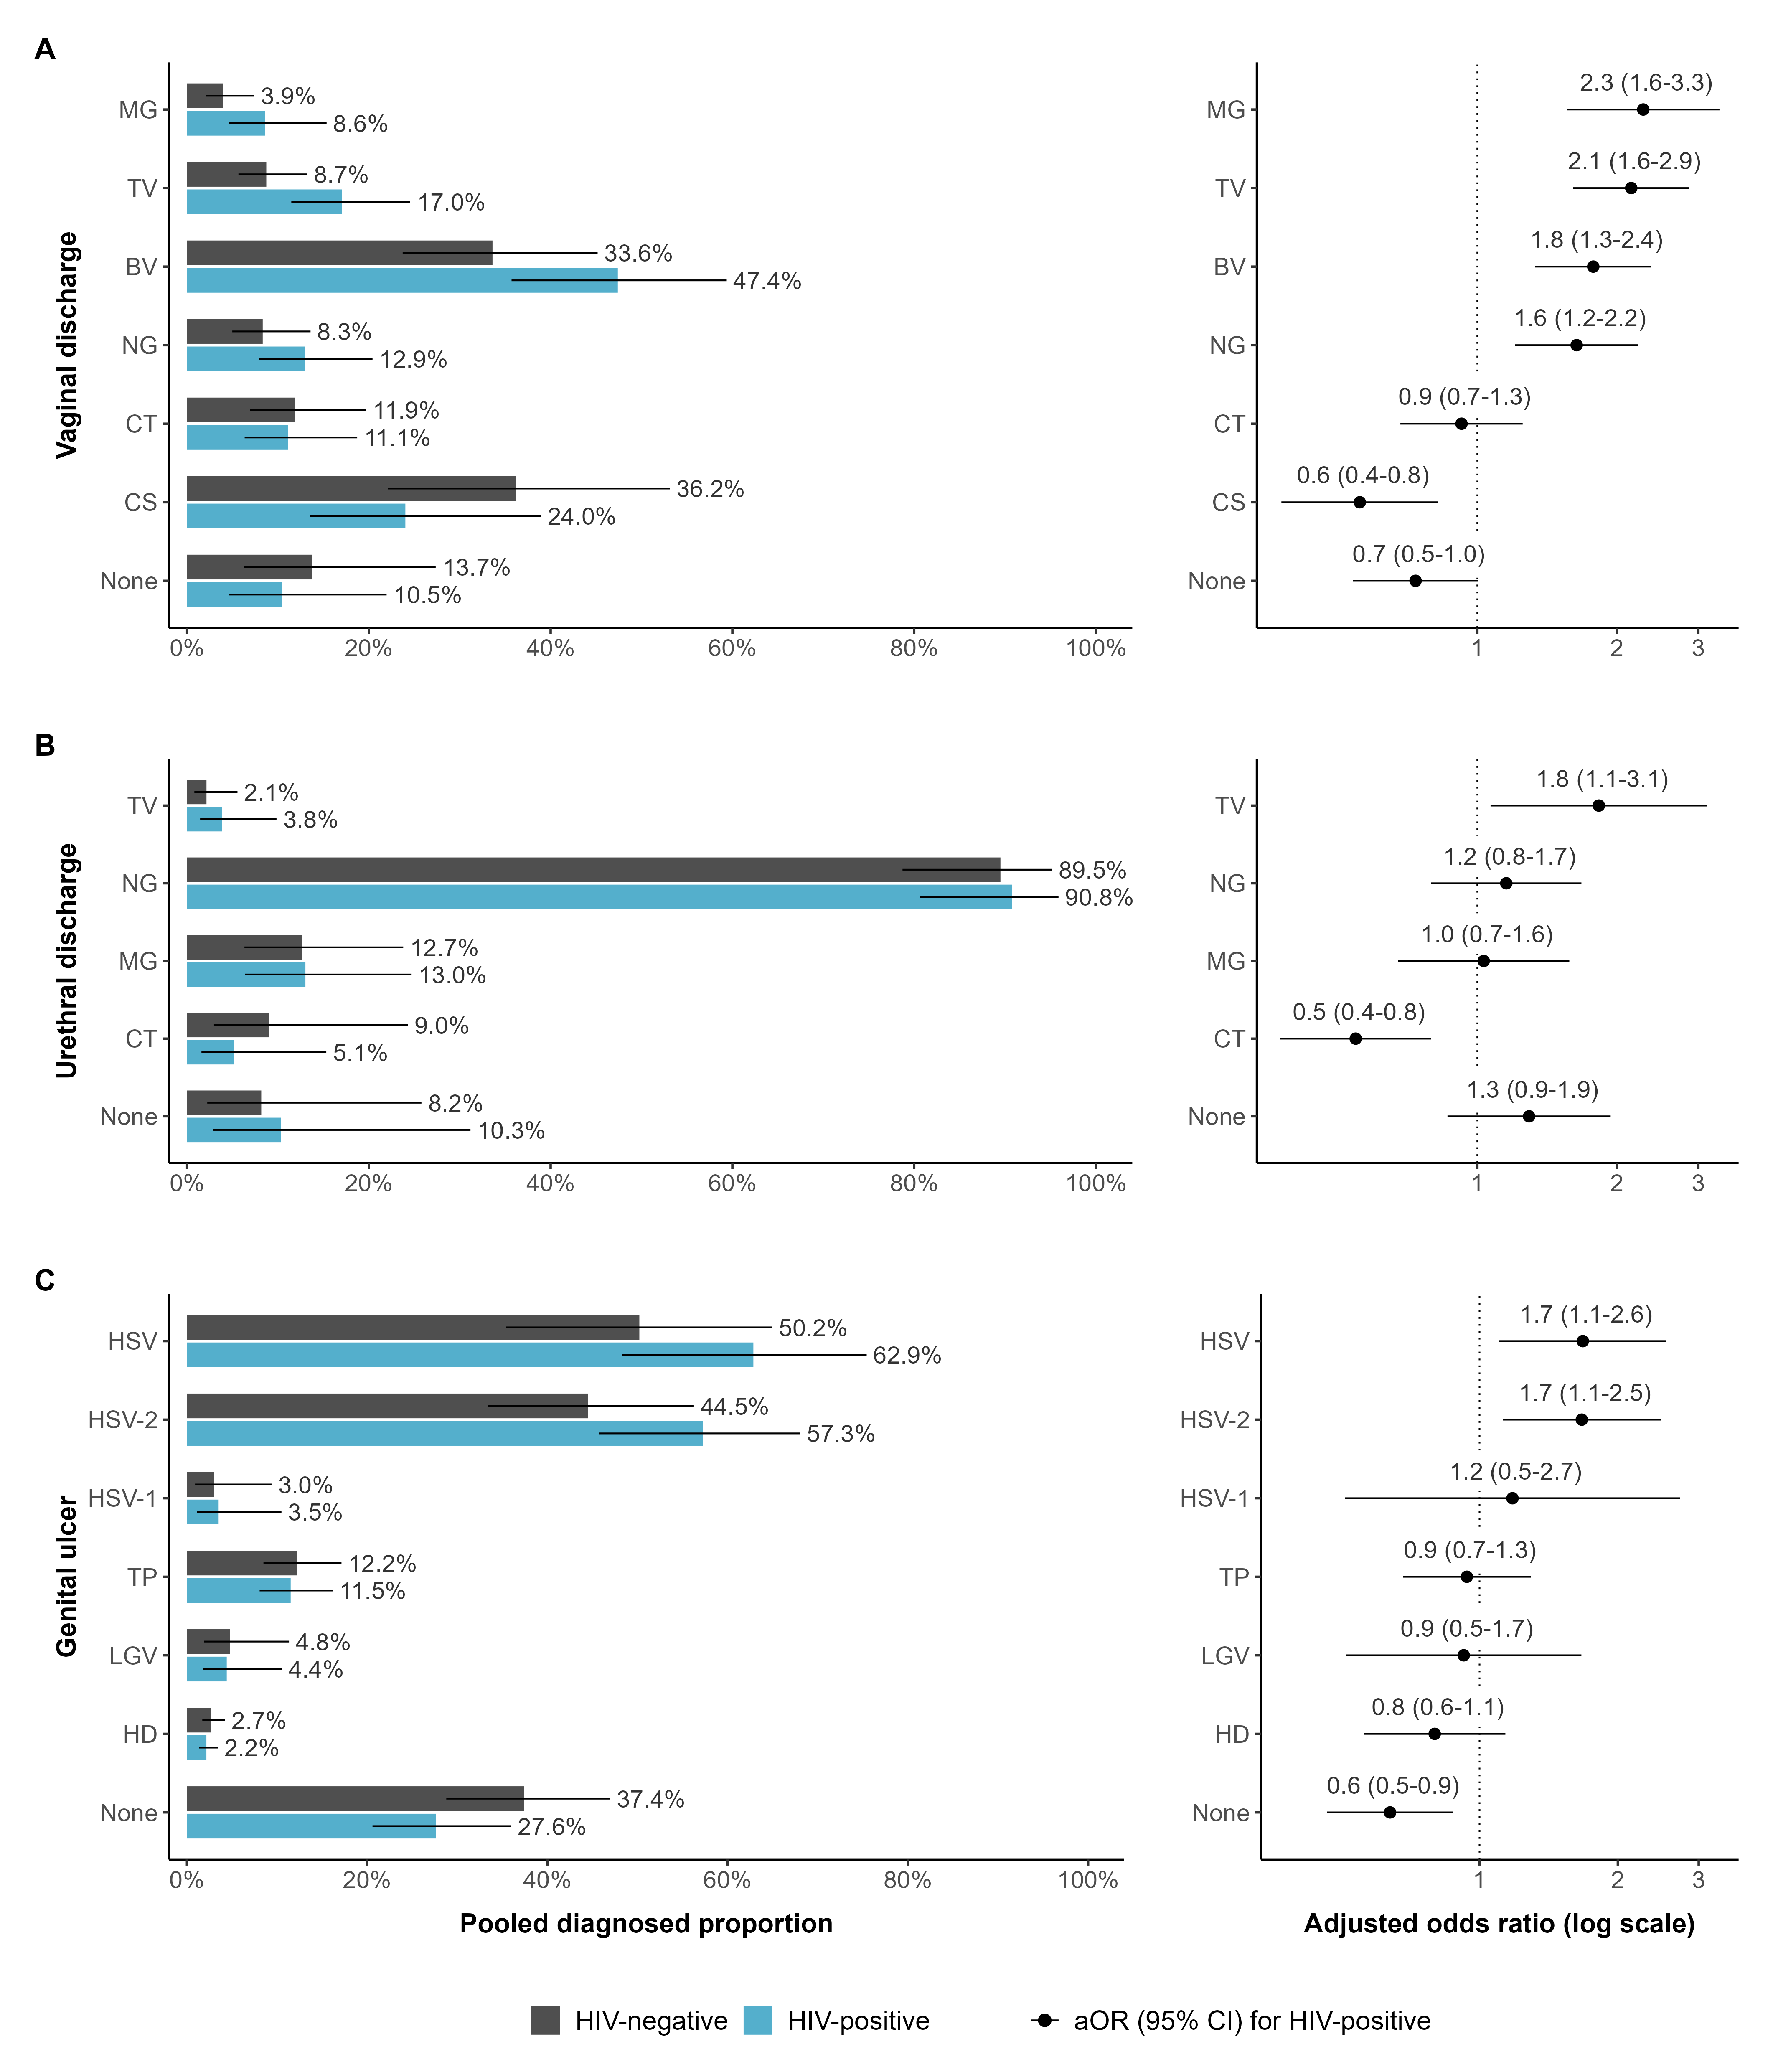 A
Vaginal discharge
MG
3.9%
8.6%
TV
8.7%
17.0%
BV
33.6%
47.4%
NG
8.3%
12.9%
CT
11.9%
11.1%
CS
36.2%
24.0%
None
13.7%
10.5%
0% 20% 40% 60% 80% 100%
MG
2.3 (1.6-3.3)
TV
2.1 (1.6-2.9)
BV
1.8 (1.3-2.4)
NG
1.6 (1.2-2.2)
CT
0.9 (0.7-1.3)
CS
0.6 (0.4-0.8)
None
0.7 (0.5-1.0)
1 2 3
B
Urethral discharge
TV
2.1%
3.8%
NG
89.5%
90.8%
MG
12.7%
13.0%
CT
9.0%
5.1%
None
8.2%
10.3%
0% 20% 40% 60% 80% 100%
TV
1.8 (1.1-3.1)
NG
1.2 (0.8-1.7)
MG
1.0 (0.7-1.6)
CT
0.5 (0.4-0.8)
None
1.3 (0.9-1.9)
1 2 3
C
Genital ulcer
HSV
50.2%
62.9%
HSV-2
44.5%
57.3%
HSV-1
3.0%
3.5%
TP
12.2%
11.5%
LGV
4.8%
4.4%
HD
2.7%
2.2%
None
37.4%
27.6%
0% 20% 40% 60% 80% 100%
Pooled diagnosed proportion
HSV
1.7 (1.1-2.6)
HSV-2
1.7 (1.1-2.5)
HSV-1
1.2 (0.5-2.7)
TP
0.9 (0.7-1.3)
LGV
0.9 (0.5-1.7)
HD
0.8 (0.6-1.1)
None
0.6 (0.5-0.9)
1 2 3
Adjusted odds ratio (log scale)
HIV-negative HIV-positive aOR (95% CI) for HIV-positive